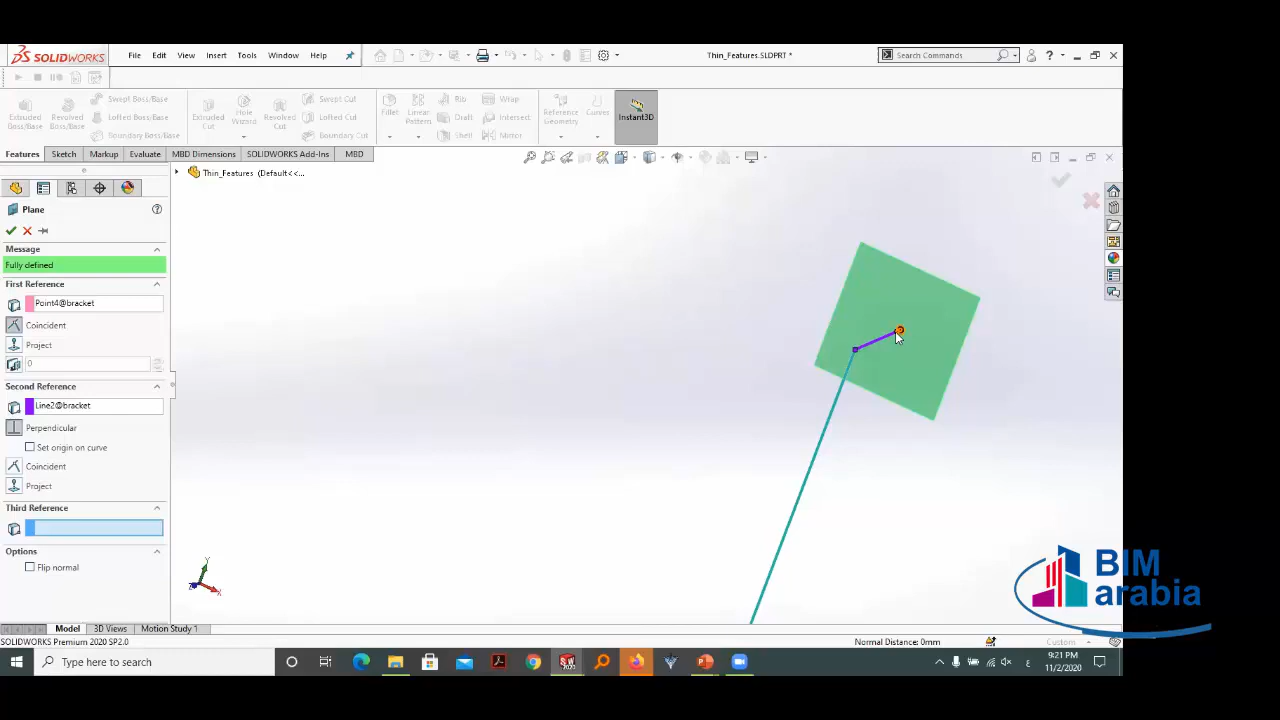 SOLIDWORKS File Edit View Insert Tools Window Help Thin_Features.SLDPRT * Search Commands
Extruded Boss/Base Revolved Boss/Base Swept Boss/Base Lofted Boss/Base Boundary Boss/Base Extruded Cut Hole Wizard Revolved Cut Swept Cut Lofted Cut Boundary Cut Fillet Linear Pattern Rib Draft Shell Wrap Intersect Mirror Reference Geometry Curves Instant3D
Features Sketch Markup Evaluate MBD Dimensions SOLIDWORKS Add-Ins MBD
Thin_Features (Default<<...
Plane
Message
Fully defined
First Reference
Point4@bracket
Coincident
Project
0
Second Reference
Line2@bracket
Perpendicular
Set origin on curve
Coincident
Project
Third Reference
Options
Flip normal
Y
X
Z
BIM
arabia
Model 3D Views Motion Study 1
SOLIDWORKS Premium 2020 SP2.0 Normal Distance: 0mm Custom
Type here to search
ع
9:21 PM
11/2/2020